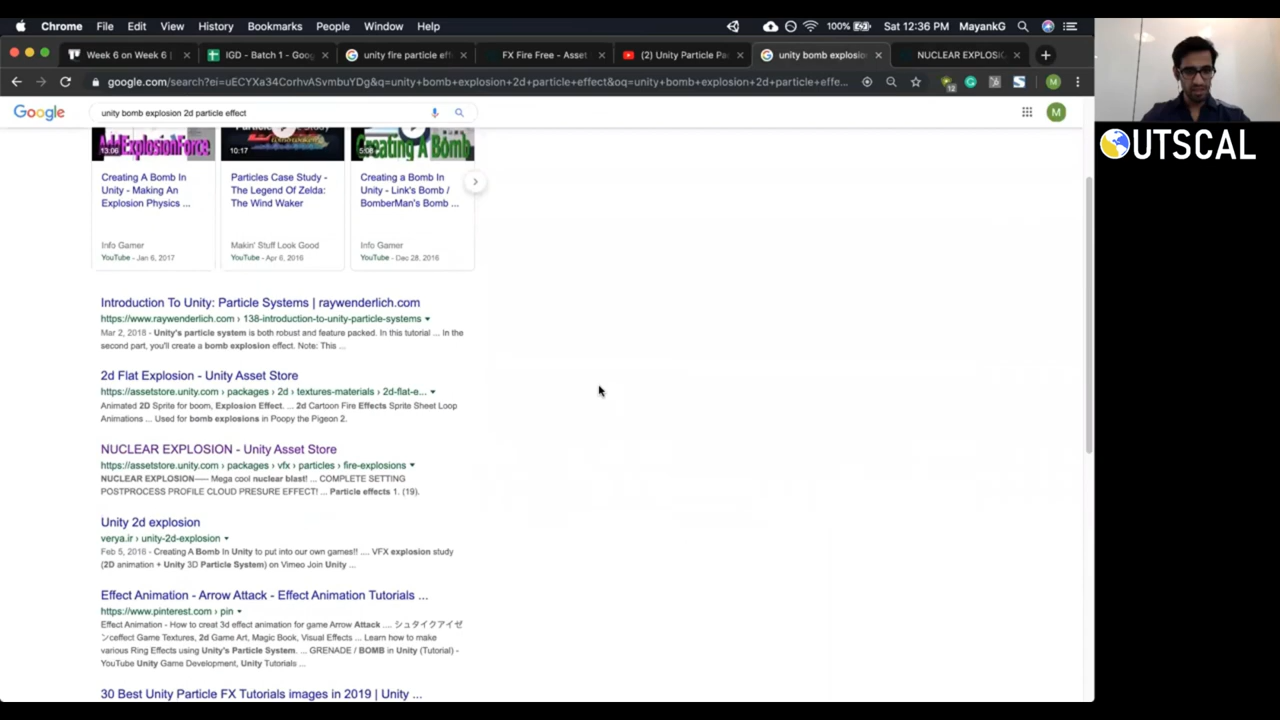 Chrome File Edit View History Bookmarks People Window Help 100% Sat 12:36 PM MayankG
Week 6 on Week 6 | IGD - Batch 1 - Goo unity fire particle eff FX Fire Free - Asset (2) Unity Particle Pa unity bomb explosio NUCLEAR EXPLOSI
google.com/search?ei=uECYXa34CorhvASvmbuYDg&q=unity+bomb+explosion+2d+particle+effect&oq=unity+bomb+explosion+2d+particle+effe... M
Google unity bomb explosion 2d particle effect M
OUTSCAL
AddExplosionForce Creating A Bomb
13:06 10:17 5:08
Creating A Bomb In Unity - Making An Explosion Physics ...
Info Gamer
YouTube - Jan 6, 2017
Particles Case Study - The Legend Of Zelda: The Wind Waker
Makin' Stuff Look Good
YouTube - Apr 6, 2016
Creating a Bomb In Unity - Link's Bomb / BomberMan's Bomb ...
Info Gamer
YouTube - Dec 28, 2016
Introduction To Unity: Particle Systems | raywenderlich.com
https://www.raywenderlich.com › 138-introduction-to-unity-particle-systems
Mar 2, 2018 - Unity's particle system is both robust and feature packed. In this tutorial ... In the
second part, you'll create a bomb explosion effect. Note: This ...
2d Flat Explosion - Unity Asset Store
https://assetstore.unity.com › packages › 2d › textures-materials › 2d-flat-e...
Animated 2D Sprite for boom, Explosion Effect. ... 2d Cartoon Fire Effects Sprite Sheet Loop
Animations ... Used for bomb explosions in Poopy the Pigeon 2.
NUCLEAR EXPLOSION - Unity Asset Store
https://assetstore.unity.com › packages › vfx › particles › fire-explosions
NUCLEAR EXPLOSION—– Mega cool nuclear blast! ... COMPLETE SETTING
POSTPROCESS PROFILE CLOUD PRESURE EFFECT! ... Particle effects 1. (19).
Unity 2d explosion
verya.ir › unity-2d-explosion
Feb 5, 2016 - Creating A Bomb In Unity to put into our own games!! .... VFX explosion study
(2D animation + Unity 3D Particle System) on Vimeo Join Unity ...
Effect Animation - Arrow Attack - Effect Animation Tutorials ...
https://www.pinterest.com › pin
Effect Animation - How to creat 3d effect animation for game Arrow Attack .... シュタイクアイゼ
ンceffect Game Textures, 2d Game Art, Magic Book, Visual Effects ... Learn how to make
various Ring Effects using Unity's Particle System. ... GRENADE / BOMB in Unity (Tutorial) -
YouTube Unity Game Development, Unity Tutorials ...
30 Best Unity Particle FX Tutorials images in 2019 | Unity ...